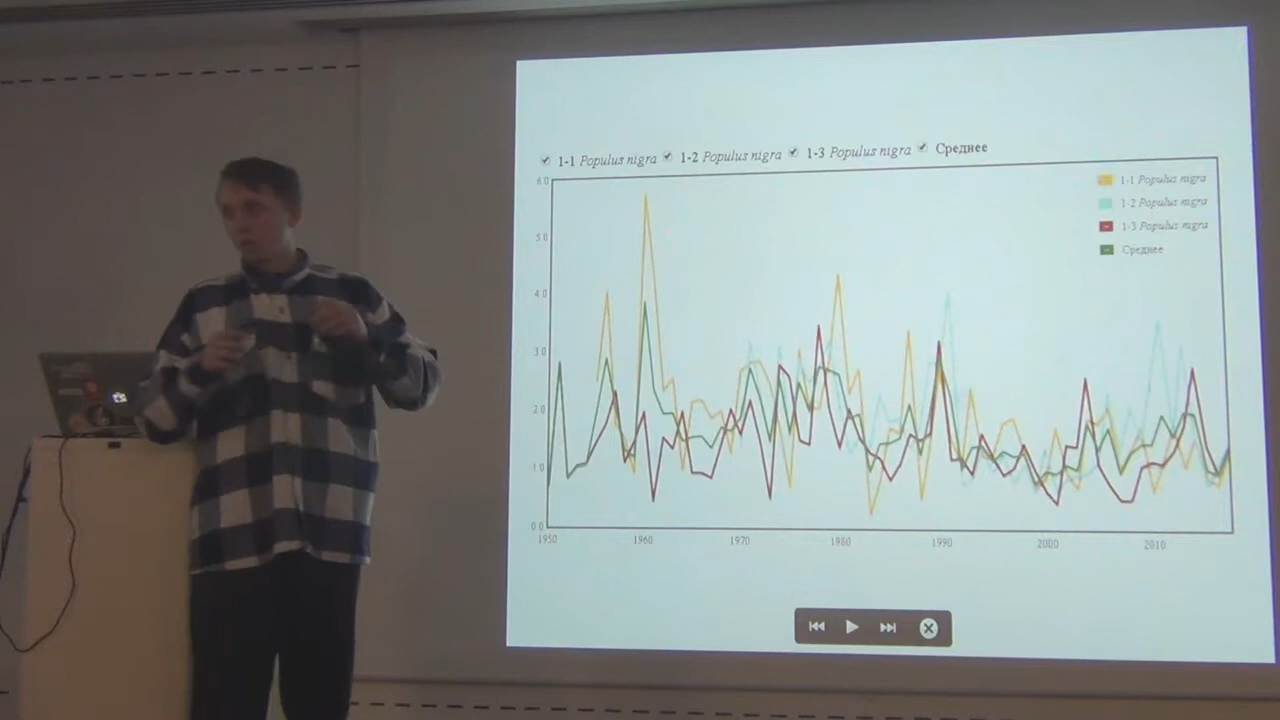 1-1 Populus nigra 1-2 Populus nigra 1-3 Populus nigra Среднее
1-1 Populus nigra
1-2 Populus nigra
1-3 Populus nigra
Среднее
6.0
5.0
4.0
3.0
2.0
1.0
0.0
1950 1960 1970 1980 1990 2000 2010